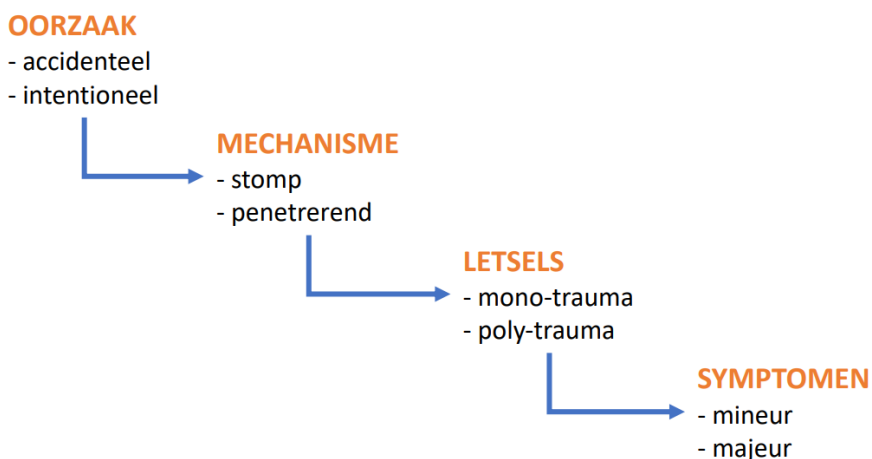 OORZAAK
- accidenteel
- intentioneel
MECHANISME
- stomp
- penetrerend
LETSELS
- mono-trauma
- poly-trauma
SYMPTOMEN
- mineur
- majeur